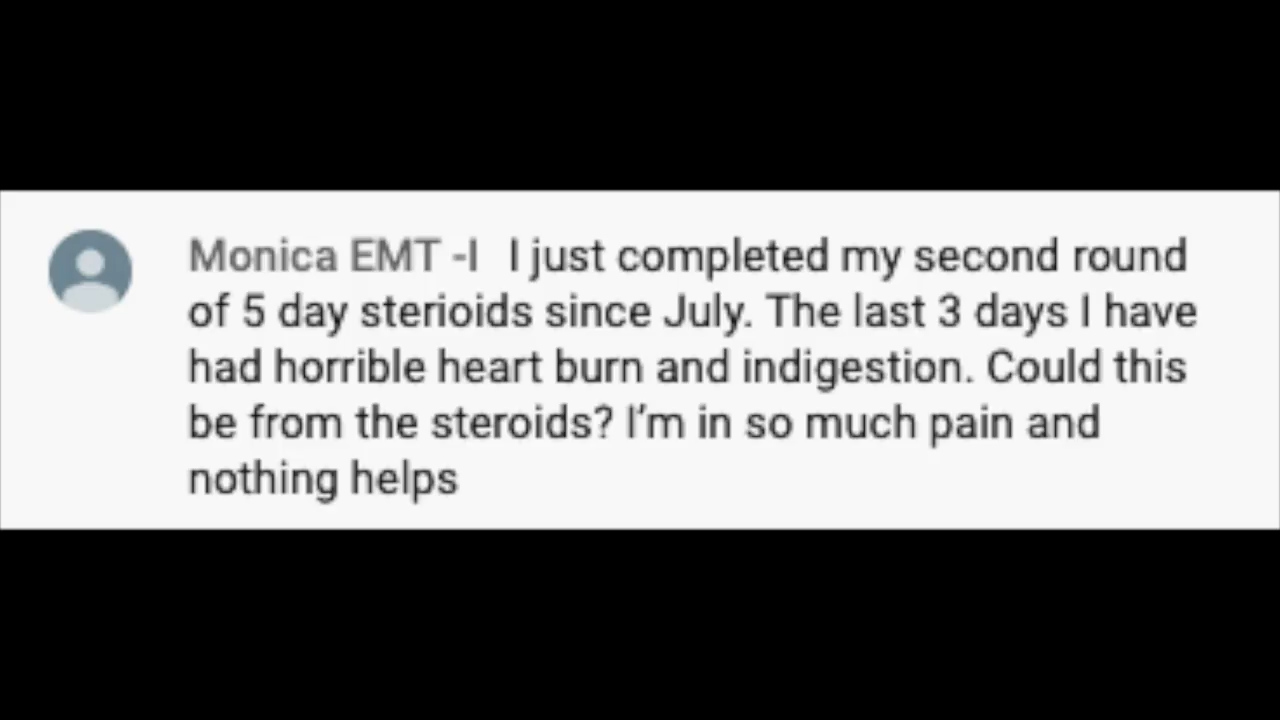 Monica EMT -I I just completed my second round
of 5 day sterioids since July. The last 3 days I have
had horrible heart burn and indigestion. Could this
be from the steroids? I’m in so much pain and
nothing helps